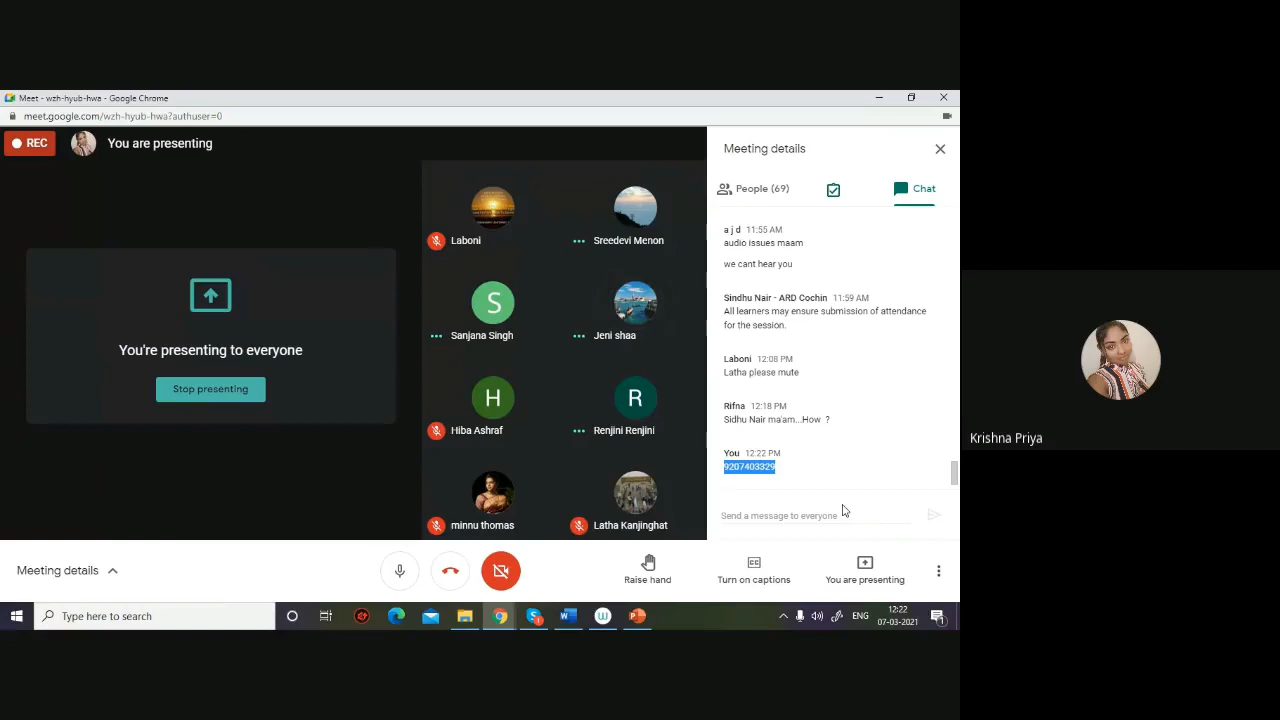 Meet - wzh-hyub-hwa - Google Chrome
meet.google.com/wzh-hyub-hwa?authuser=0
REC
You are presenting
You're presenting to everyone
Stop presenting
Laboni
Sreedevi Menon
S
Sanjana Singh
Jeni shaa
H
Hiba Ashraf
R
Renjini Renjini
minnu thomas
Latha Kanjinghat
Meeting details
People (69)
Chat
a j d 11:55 AM
audio issues maam
we cant hear you
Sindhu Nair - ARD Cochin 11:59 AM
All learners may ensure submission of attendance
for the session.
Laboni 12:08 PM
Latha please mute
Rifna 12:18 PM
Sidhu Nair ma'am...How ?
You 12:22 PM
9207403329
Send a message to everyone
Meeting details
Raise hand
Turn on captions
You are presenting
Type here to search
ENG
12:22
07-03-2021
Krishna Priya